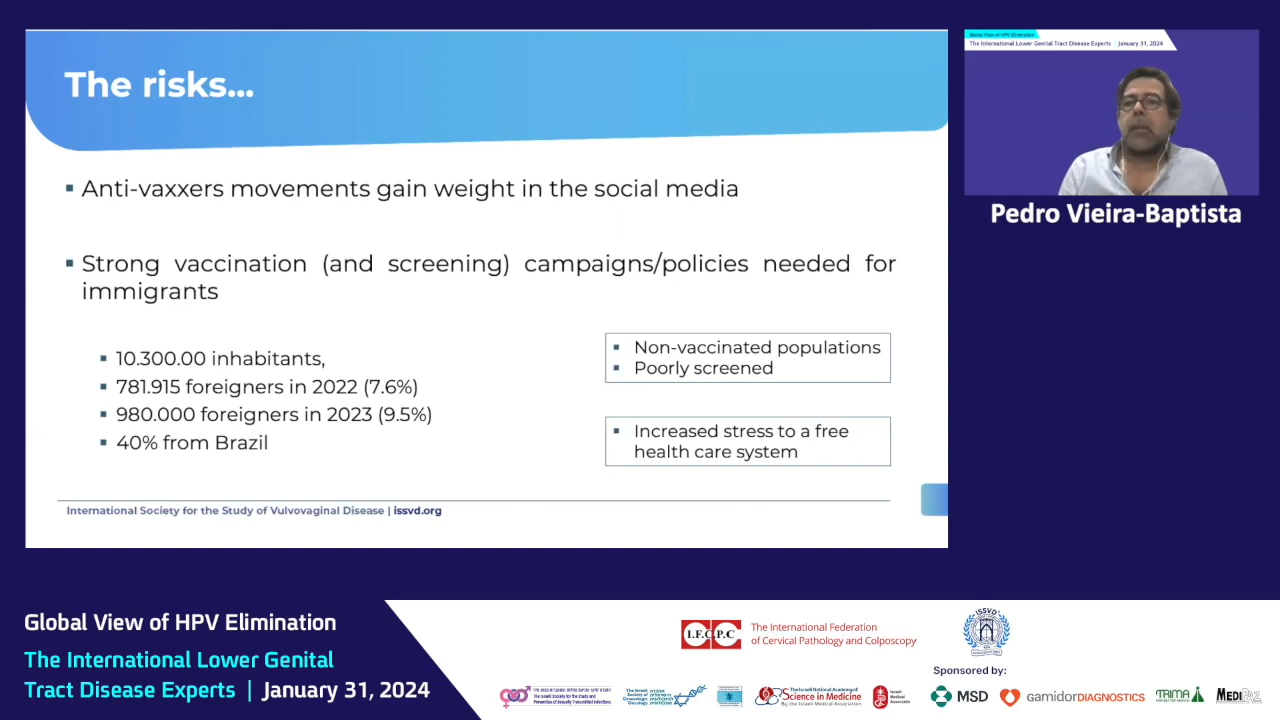 The risks...
Anti-vaxxers movements gain weight in the social media
Strong vaccination (and screening) campaigns/policies needed for
immigrants
10.300.00 inhabitants,
781.915 foreigners in 2022 (7.6%)
980.000 foreigners in 2023 (9.5%)
40% from Brazil
Non-vaccinated populations
Poorly screened
Increased stress to a free
health care system
International Society for the Study of Vulvovaginal Disease | issvd.org
Global View of HPV Elimination
The International Lower Genital Tract Disease Experts | January 31, 2024
Pedro Vieira-Baptista
Global View of HPV Elimination
The International Lower Genital
Tract Disease Experts | January 31, 2024
I.F.C.P.C
The International Federation
of Cervical Pathology and Colposcopy
ISSVD
Sponsored by:
The Israeli Society for the Study and
Prevention of Sexually Transmitted Infections
The Israeli
Society of
Gynecologic
Oncology
The Israel National Academy of
Science in Medicine
By the Israeli Medical Association
Israeli
Medical
Association
MSD
gamidorDIAGNOSTICS
TRIMA
FOR BETTER HEALTH